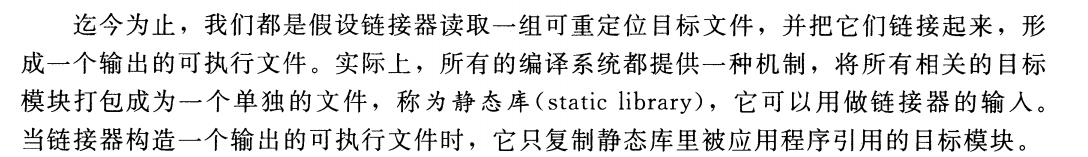 迄今为止，我们都是假设链接器读取一组可重定位目标文件，并把它们链接起来，形
成一个输出的可执行文件。实际上，所有的编译系统都提供一种机制，将所有相关的目标
模块打包成为一个单独的文件，称为静态库(static library)，它可以用做链接器的输入。
当链接器构造一个输出的可执行文件时，它只复制静态库里被应用程序引用的目标模块。